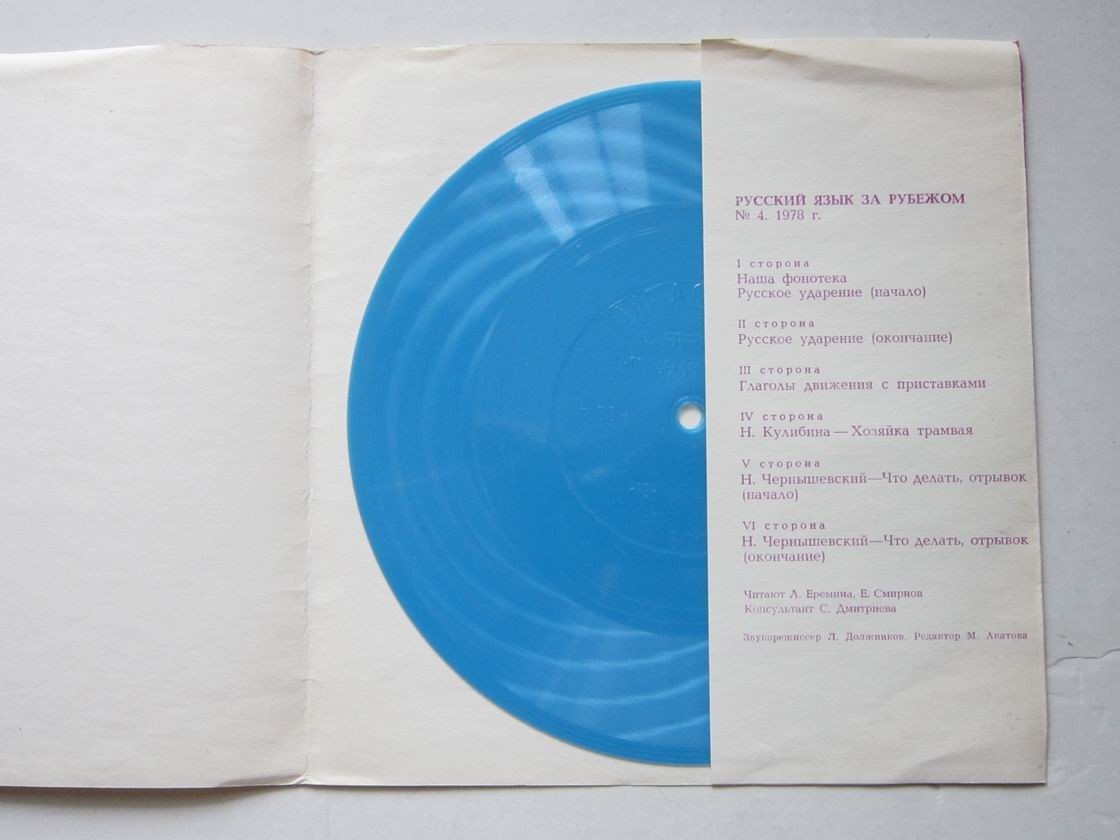 РУССКИЙ ЯЗЫК ЗА РУБЕЖОМ
№ 4. 1978 г.
I сторона
Наша фонотека
Русское ударение (начало)
II сторона
Русское ударение (окончание)
III сторона
Глаголы движения с приставками
IV сторона
Н. Кулибина — Хозяйка трамвая
V сторона
Н. Чернышевский—Что делать, отрывок
(начало)
VI сторона
Н. Чернышевский—Что делать, отрывок
(окончание)
Читают Л. Еремина, Е. Смирнов
Консультант С. Дмитриева
Звукорежиссер Л. Должников. Редактор М. Акатова